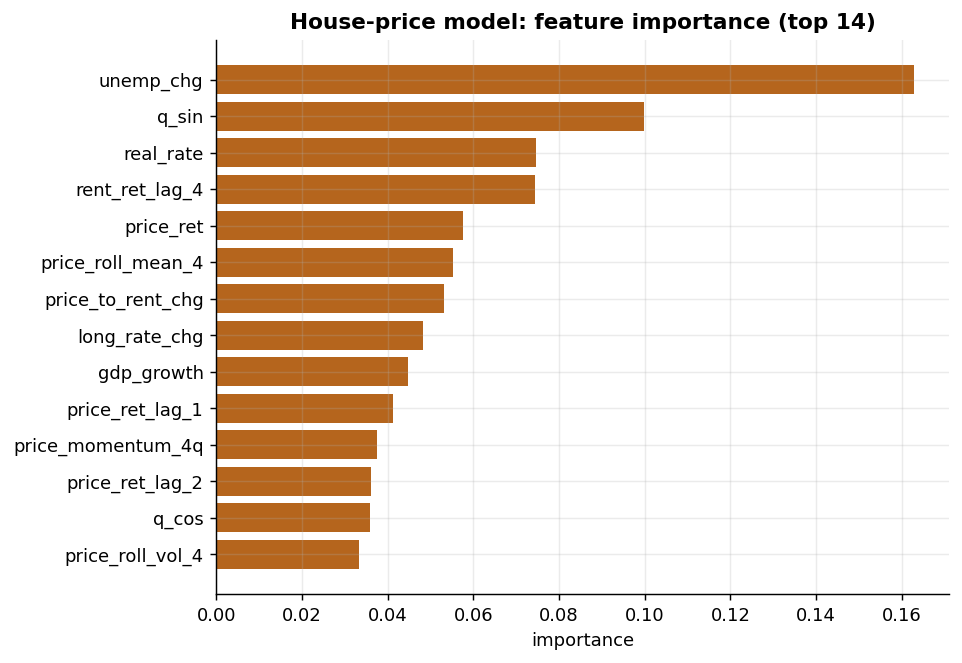 House-price model: feature importance (top 14)
unemp_chg
q_sin
real_rate
rent_ret_lag_4
price_ret
price_roll_mean_4
price_to_rent_chg
long_rate_chg
gdp_growth
price_ret_lag_1
price_momentum_4q
price_ret_lag_2
q_cos
price_roll_vol_4
0.00 0.02 0.04 0.06 0.08 0.10 0.12 0.14 0.16
importance